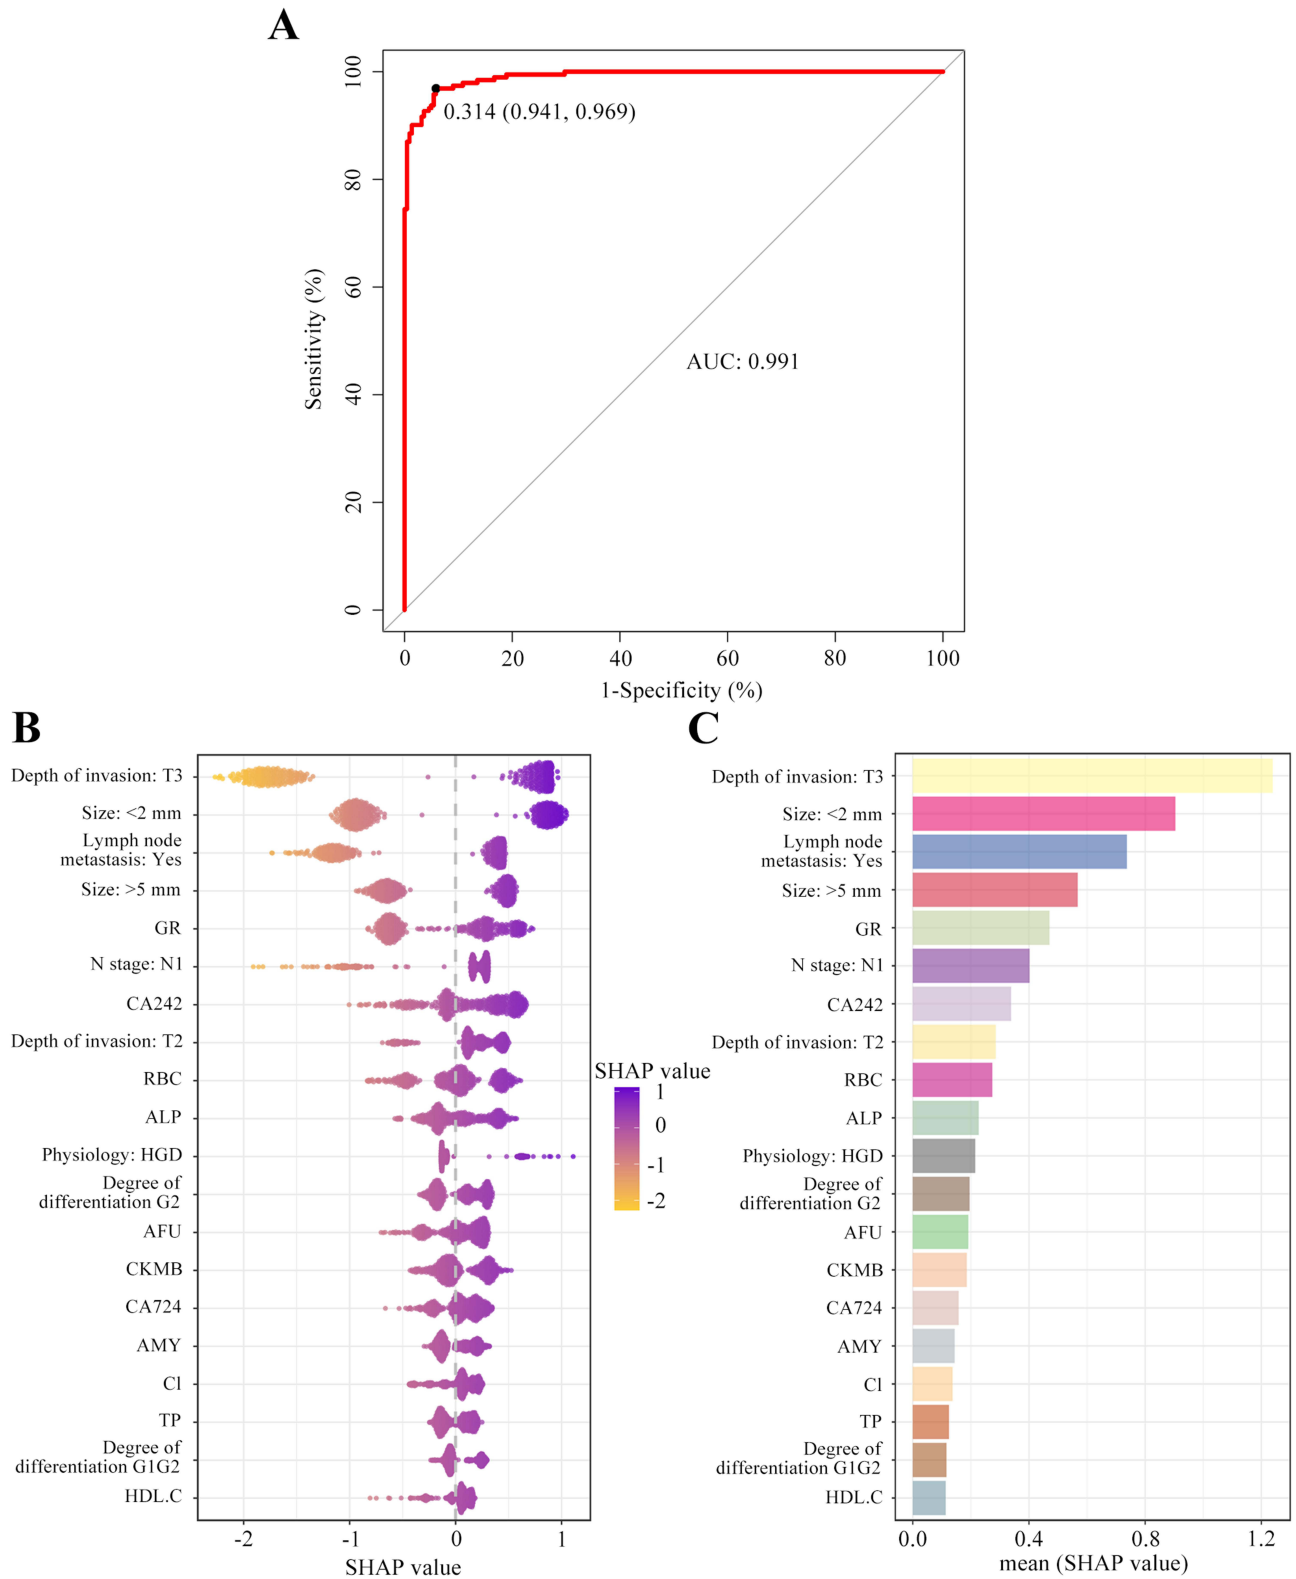 A
100
80
60
40
20
0
Sensitivity (%)
0.314 (0.941, 0.969)
AUC: 0.991
0 20 40 60 80 100
1-Specificity (%)
B
Depth of invasion: T3
Size: <2 mm
Lymph node
metastasis: Yes
Size: >5 mm
GR
N stage: N1
CA242
Depth of invasion: T2
RBC
ALP
Physiology: HGD
Degree of
differentiation G2
AFU
CKMB
CA724
AMY
Cl
TP
Degree of
differentiation G1G2
HDL.C
-2 -1 0 1
SHAP value
SHAP value
1
0
-1
-2
C
Depth of invasion: T3
Size: <2 mm
Lymph node
metastasis: Yes
Size: >5 mm
GR
N stage: N1
CA242
Depth of invasion: T2
RBC
ALP
Physiology: HGD
Degree of
differentiation G2
AFU
CKMB
CA724
AMY
Cl
TP
Degree of
differentiation G1G2
HDL.C
0.0 0.4 0.8 1.2
mean (SHAP value)